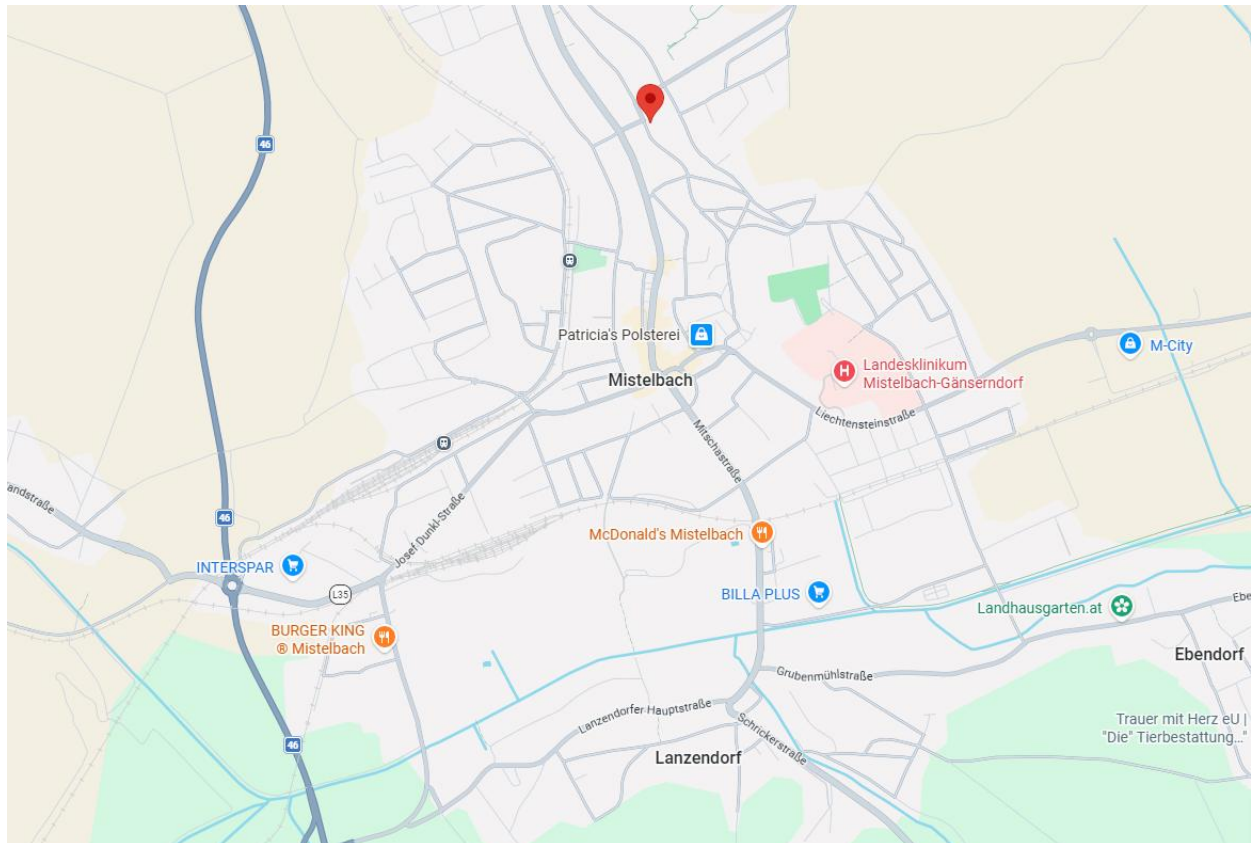 46
Patricia's Polsterei
M-City
Mistelbach
Landesklinikum
Mistelbach-Gänserndorf
Liechtensteinstraße
Mitschastraße
andstraße
46
Josef-Dunkl-Straße
McDonald's Mistelbach
INTERSPAR
L35
BILLA PLUS
Landhausgarten.at
Ebe
BURGER KING
® Mistelbach
Ebendorf
Grubenmühlstraße
Lanzendorfer Hauptstraße
Schrickerstraße
Trauer mit Herz eU |
"Die" Tierbestattung..."
46
Lanzendorf